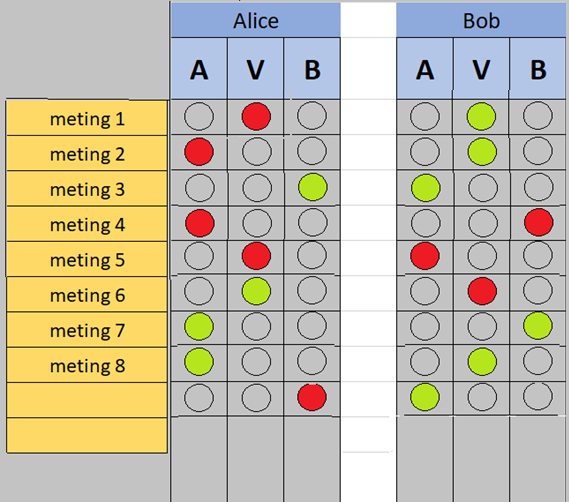 Alice Bob
A V B A V B
meting 1
meting 2
meting 3
meting 4
meting 5
meting 6
meting 7
meting 8